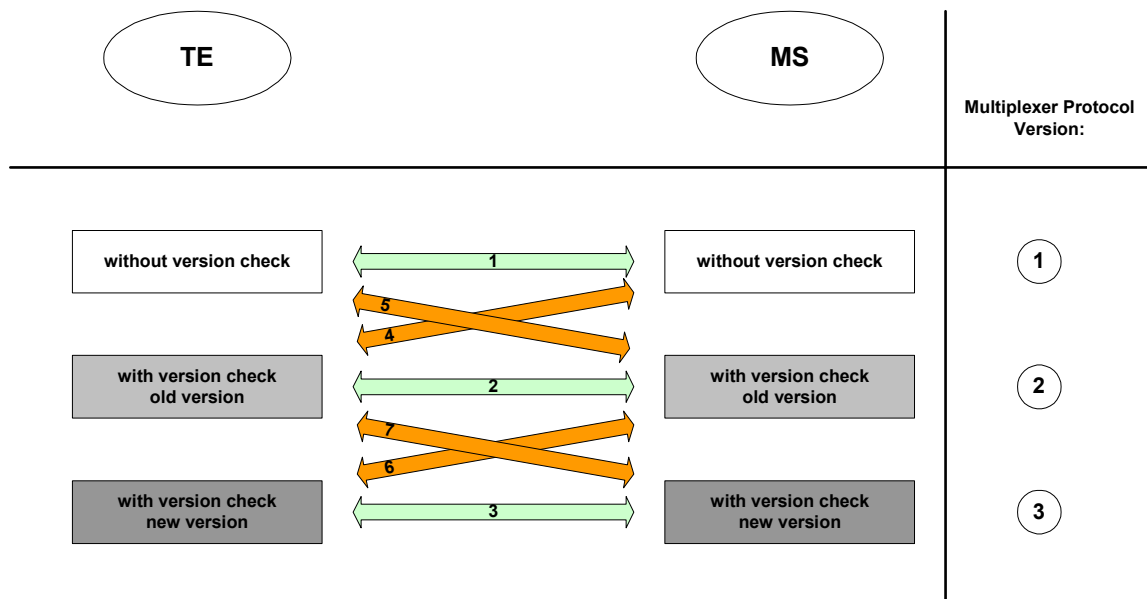 TE
MS
Multiplexer Protocol
Version:
without version check
1
without version check
1
5
4
with version check
old version
2
with version check
old version
2
7
6
with version check
new version
3
with version check
new version
3